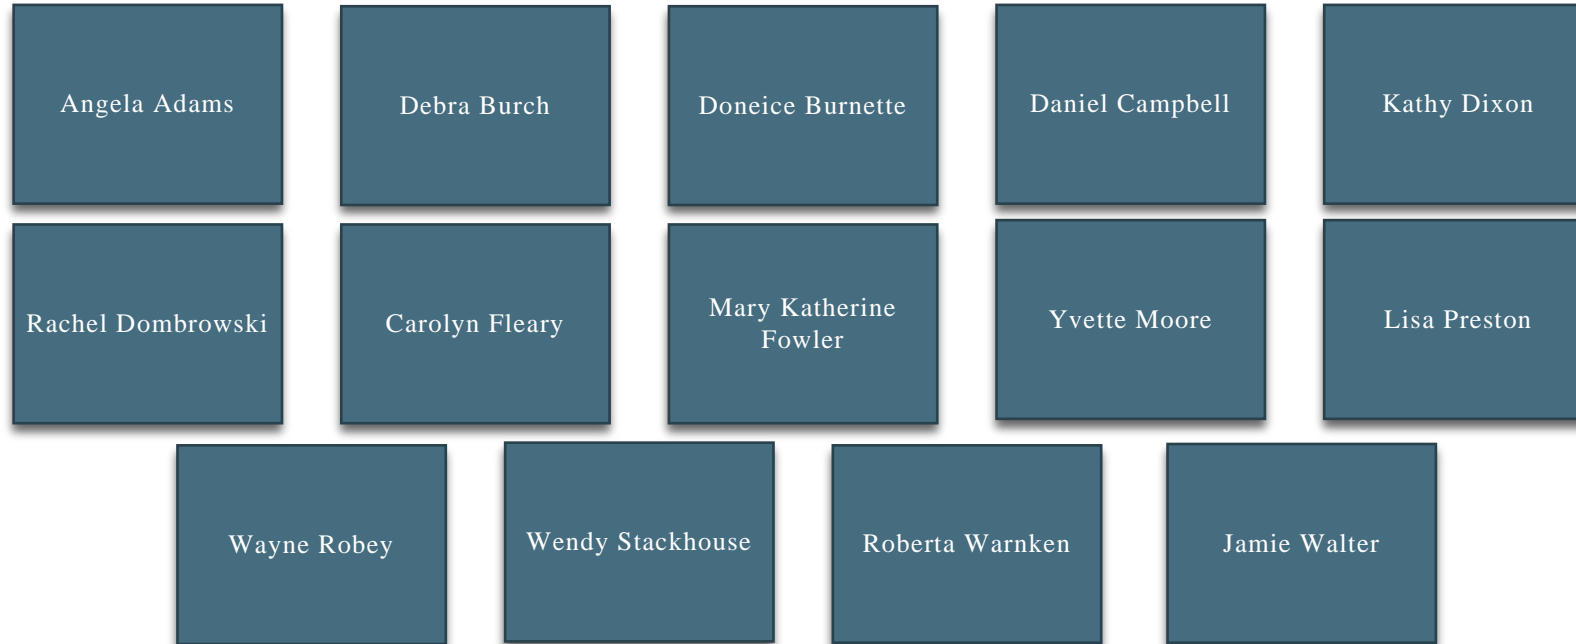 Angela Adams
Debra Burch
Doneice Burnette
Daniel Campbell
Kathy Dixon
Rachel Dombrowski
Carolyn Fleary
Mary Katherine
Fowler
Yvette Moore
Lisa Preston
Wayne Robey
Wendy Stackhouse
Roberta Warnken
Jamie Walter